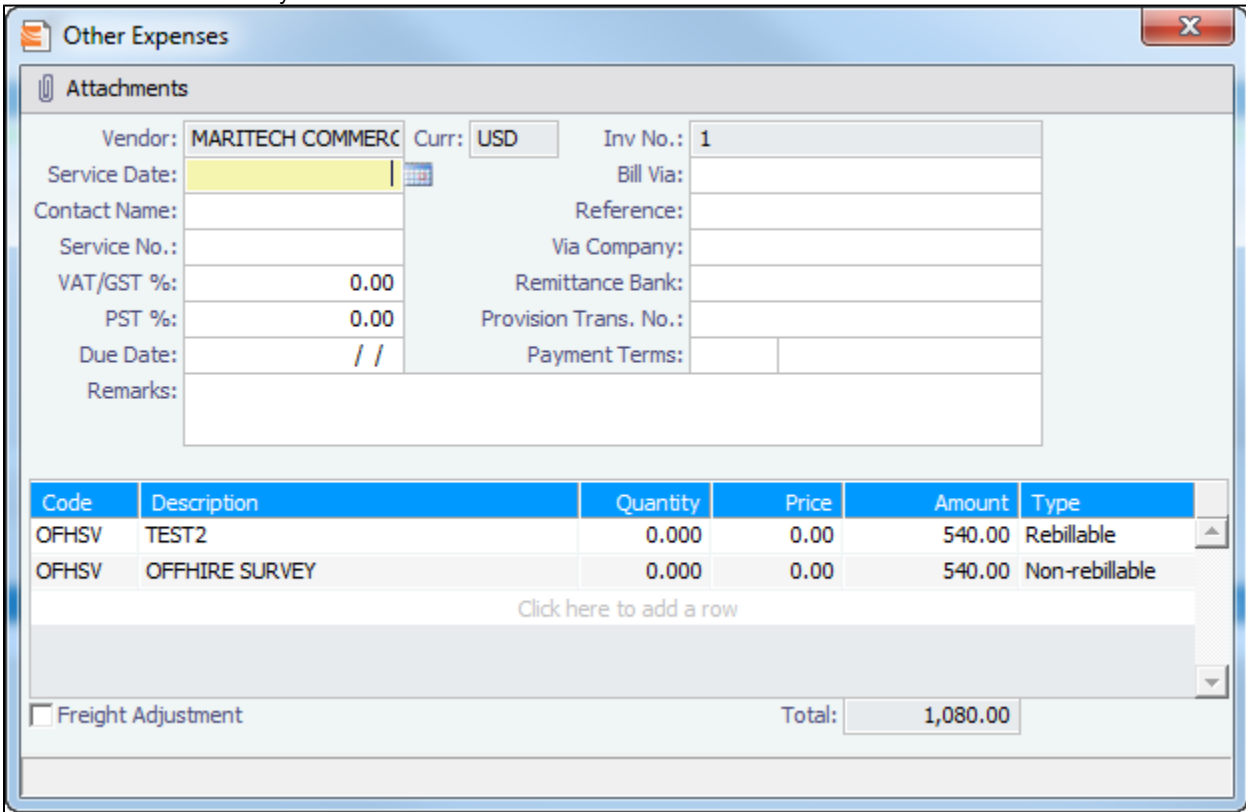 Other Expenses
Attachments
Vendor: MARITECH COMMERC Curr: USD Inv No.: 1
Service Date: Bill Via:
Contact Name: Reference:
Service No.: Via Company:
VAT/GST %: 0.00 Remittance Bank:
PST %: 0.00 Provision Trans. No.:
Due Date: / / Payment Terms:
Remarks:
Code Description Quantity Price Amount Type
OFHSV TEST2 0.000 0.00 540.00 Rebillable
OFHSV OFFHIRE SURVEY 0.000 0.00 540.00 Non-rebillable
Click here to add a row
Freight Adjustment Total: 1,080.00